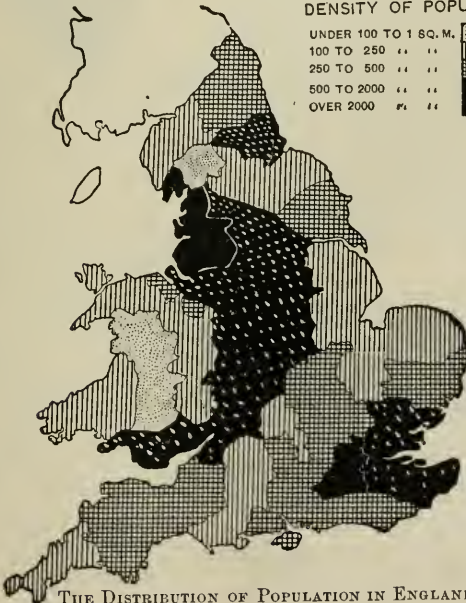 DENSITY OF POPU
UNDER 100 TO 1 SQ. M.
100 TO 250 " "
250 TO 500 " "
500 TO 2000 " "
OVER 2000 " "
THE DISTRIBUTION OF POPULATION IN ENGLAN